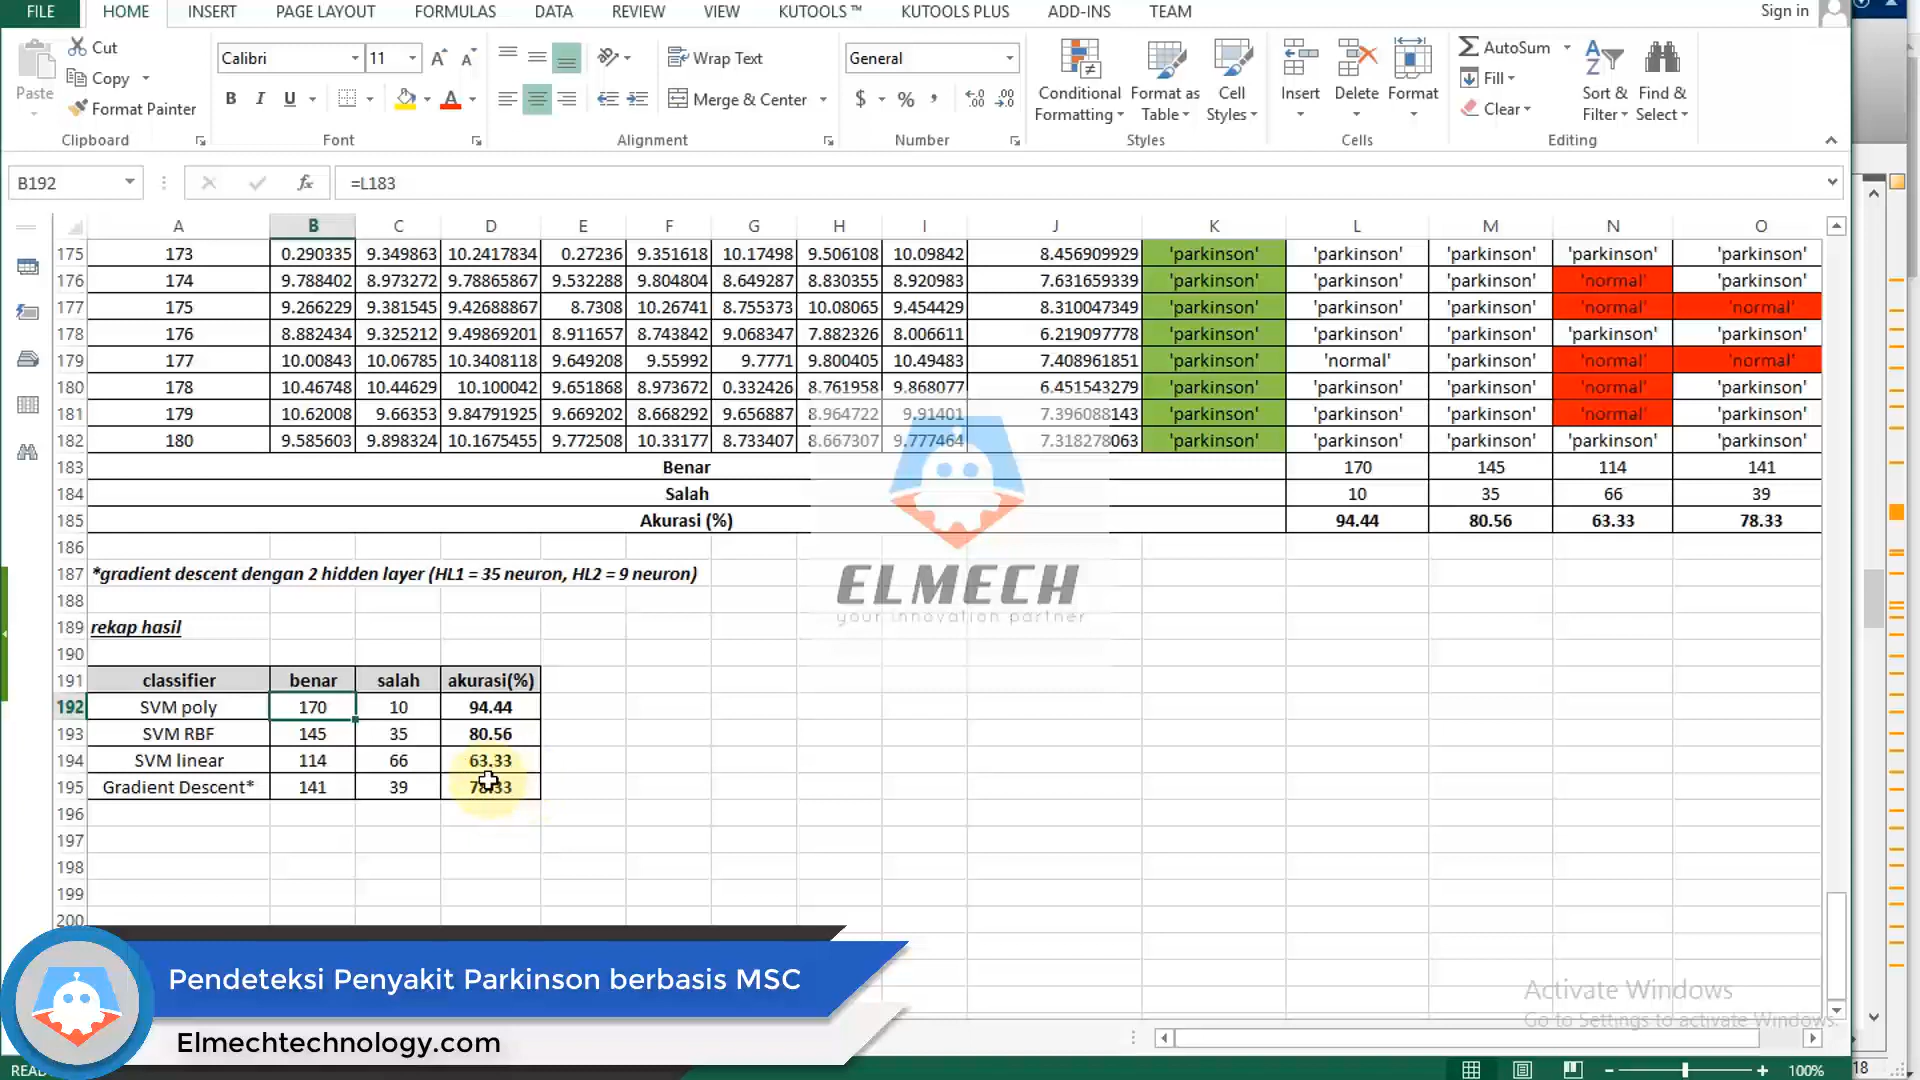 FILE HOME INSERT PAGE LAYOUT FORMULAS DATA REVIEW VIEW KUTOOLS ™ KUTOOLS PLUS ADD-INS TEAM Sign in
Cut
Copy
Format Painter
Paste
Calibri 11
B I U
Wrap Text
Merge & Center
General
$ % ,
Conditional Formatting
Format as Table
Cell Styles
Insert Delete Format
AutoSum
Fill
Clear
Sort & Filter
Find & Select
Clipboard Font Alignment Number Styles Cells Editing
B192 fx =L183
A B C D E F G H I J K L M N O
175 173 0.290335 9.349863 10.2417834 0.27236 9.351618 10.17498 9.506108 10.09842 8.456909929 'parkinson' 'parkinson' 'parkinson' 'parkinson' 'parkinson'
176 174 9.788402 8.973272 9.78865867 9.532288 9.804804 8.649287 8.830355 8.920983 7.631659339 'parkinson' 'parkinson' 'parkinson' 'normal' 'parkinson'
177 175 9.266229 9.381545 9.42688867 8.7308 10.26741 8.755373 10.08065 9.454429 8.310047349 'parkinson' 'parkinson' 'parkinson' 'normal' 'normal'
178 176 8.882434 9.325212 9.49869201 8.911657 8.743842 9.068347 7.882326 8.006611 6.219097778 'parkinson' 'parkinson' 'parkinson' 'parkinson' 'parkinson'
179 177 10.00843 10.06785 10.3408118 9.649208 9.55992 9.7771 9.800405 10.49483 7.408961851 'parkinson' 'normal' 'parkinson' 'normal' 'normal'
180 178 10.46748 10.44629 10.100042 9.651868 8.973672 0.332426 8.761958 9.868077 6.451543279 'parkinson' 'parkinson' 'parkinson' 'normal' 'parkinson'
181 179 10.62008 9.66353 9.84791925 9.669202 8.668292 9.656887 8.964722 9.91401 7.396088143 'parkinson' 'parkinson' 'parkinson' 'normal' 'parkinson'
182 180 9.585603 9.898324 10.1675455 9.772508 10.33177 8.733407 8.667307 9.777464 7.318278063 'parkinson' 'parkinson' 'parkinson' 'parkinson' 'parkinson'
183 Benar 170 145 114 141
184 Salah 10 35 66 39
185 Akurasi (%) 94.44 80.56 63.33 78.33
186
187 *gradient descent dengan 2 hidden layer (HL1 = 35 neuron, HL2 = 9 neuron)
188
189 rekap hasil
190
191 classifier benar salah akurasi(%)
192 SVM poly 170 10 94.44
193 SVM RBF 145 35 80.56
194 SVM linear 114 66 63.33
195 Gradient Descent* 141 39 78.33
196
197
198
199
200
ELMECH
your innovation partner
Pendeteksi Penyakit Parkinson berbasis MSC
Elmechtechnology.com
Activate Windows
Go to Settings to activate Windows.
READ
100%
18